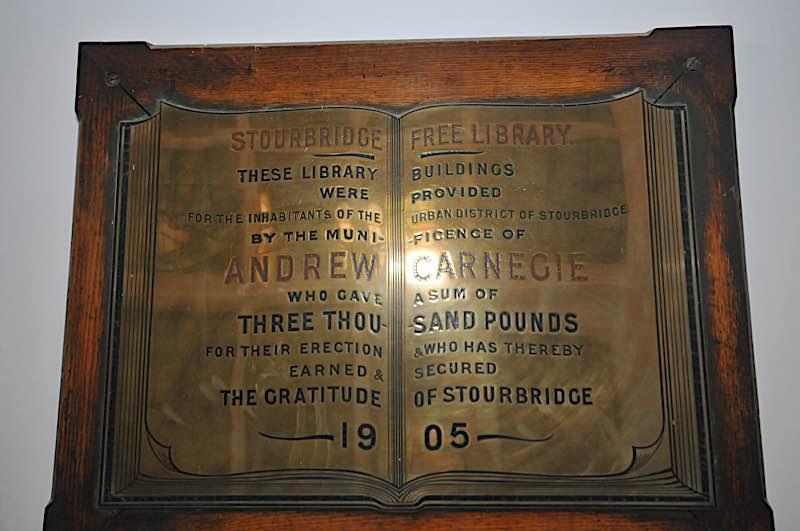 STOURBRIDGE FREE LIBRARY.
THESE LIBRARY BUILDINGS
WERE PROVIDED
FOR THE INHABITANTS OF THE URBAN DISTRICT OF STOURBRIDGE
BY THE MUNI- -FICENCE OF
ANDREW CARNEGIE
WHO GAVE A SUM OF
THREE THOU- -SAND POUNDS
FOR THEIR ERECTION & WHO HAS THEREBY
EARNED & SECURED
THE GRATITUDE OF STOURBRIDGE
1905